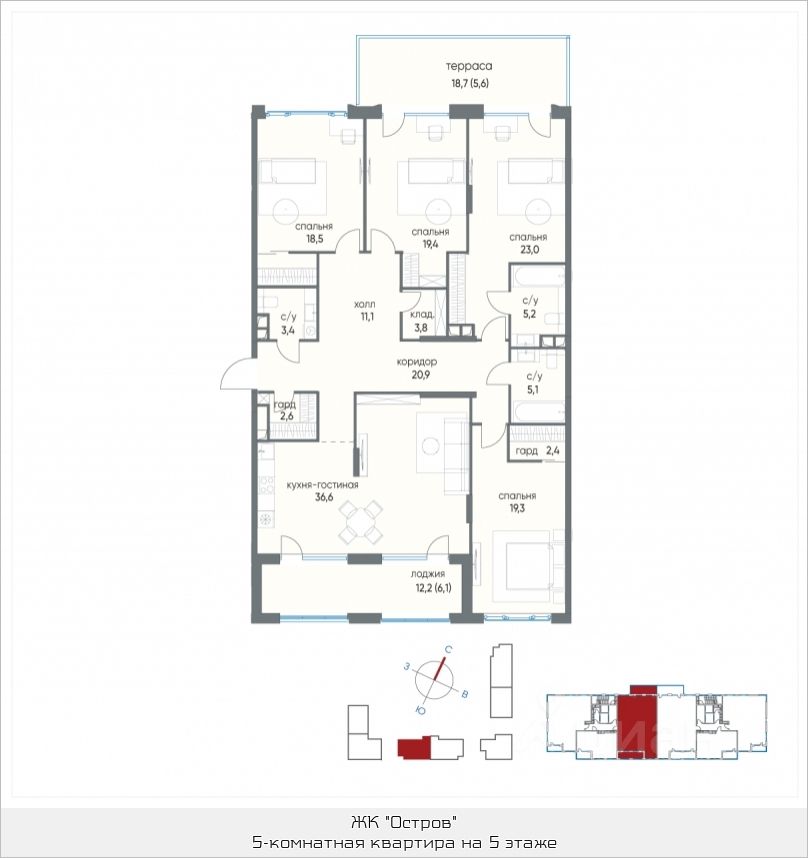 терраса
18,7 (5,6)
спальня
18,5
спальня
19,4
спальня
23,0
с/у
3,4
холл
11,1
клад.
3,8
с/у
5,2
коридор
20,9
с/у
5,1
гард
2,6
гард 2,4
кухня-гостиная
36,6
спальня
19,3
лоджия
12,2 (6,1)
С
З
В
Ю
ЖК "Остров"
5-комнатная квартира на 5 этаже